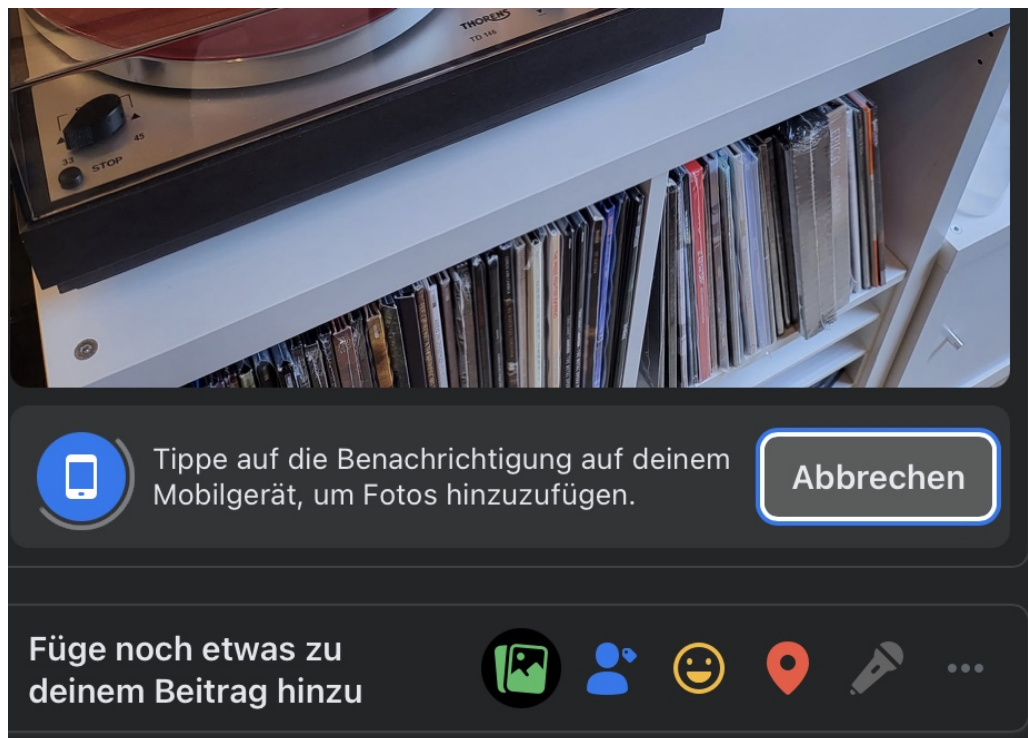 THORENS
TD 148
45
33
STOP
Tippe auf die Benachrichtigung auf deinem
Mobilgerät, um Fotos hinzuzufügen.
Abbrechen
Füge noch etwas zu
deinem Beitrag hinzu